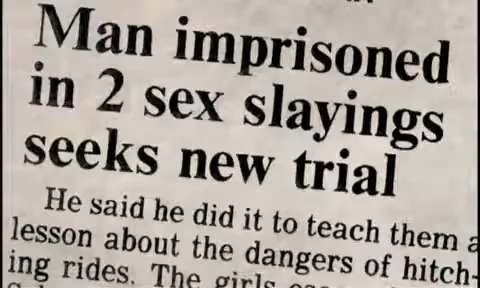 Man imprisoned
in 2 sex slayings
seeks new trial
He said he did it to teach them a
lesson about the dangers of hitch-
ing rides. The girls